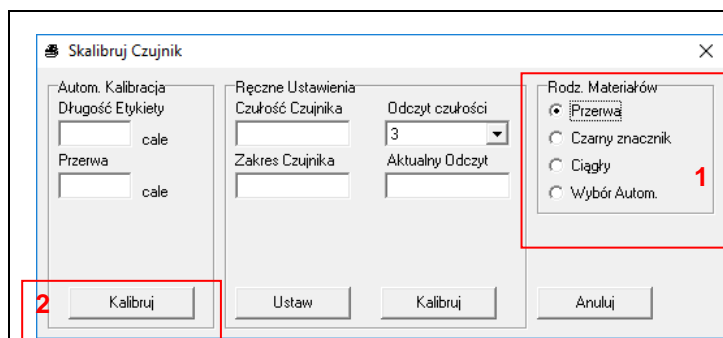 Skalibruj Czujnik
Autom. Kalibracja
Długość Etykiety
cale
Przerwa
cale
Kalibruj
2
Ręczne Ustawienia
Czułość Czujnika
Odczyt czułości
3
Zakres Czujnika
Aktualny Odczyt
Ustaw
Kalibruj
Rodz. Materiałów
Przerwa
Czarny znacznik
Ciągły
Wybór Autom.
1
Anuluj